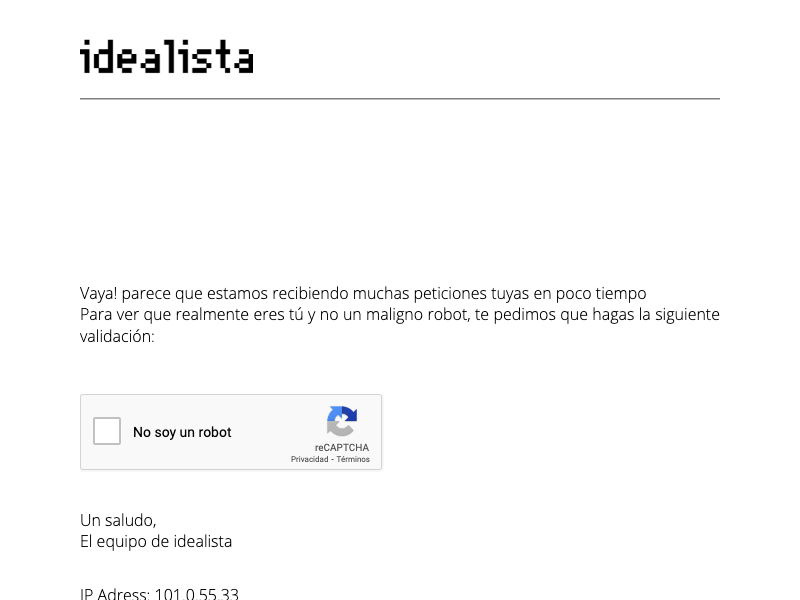 idealista
Vaya! parece que estamos recibiendo muchas peticiones tuyas en poco tiempo
Para ver que realmente eres tú y no un maligno robot, te pedimos que hagas la siguiente
validación:
No soy un robot
reCAPTCHA
Privacidad - Términos
Un saludo,
El equipo de idealista
IP Adress: 101.0.55.33